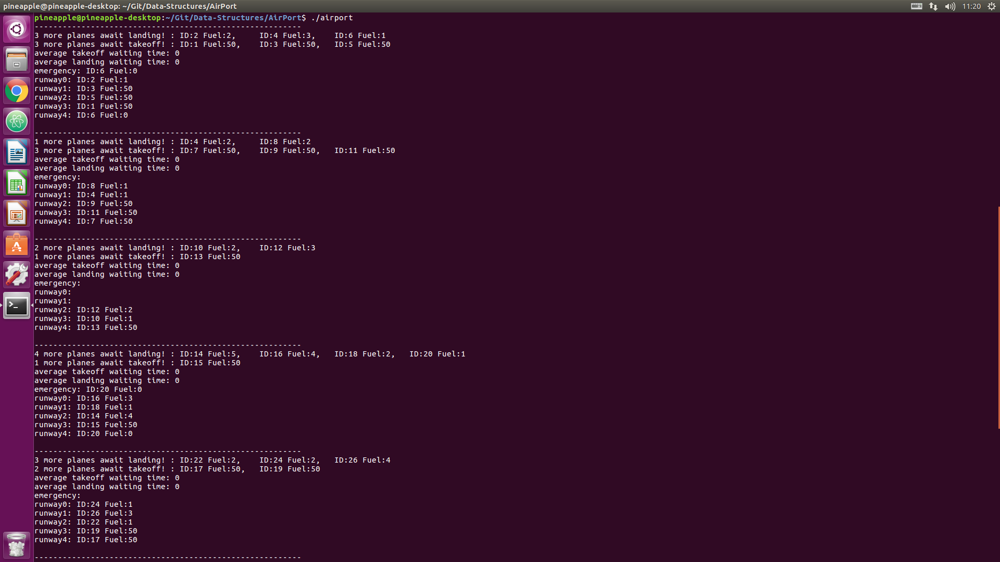 pineapple@pineapple-desktop: ~/Git/Data-Structures/AirPort 11:20
pineapple@pineapple-desktop:~/Git/Data-Structures/AirPort$ ./airport
---------------------------------------------------------
3 more planes await landing! : ID:2 Fuel:2, ID:4 Fuel:3, ID:6 Fuel:1
3 more planes await takeoff! : ID:1 Fuel:50, ID:3 Fuel:50, ID:5 Fuel:50
average takeoff waiting time: 0
average landing waiting time: 0
emergency: ID:6 Fuel:0
runway0: ID:2 Fuel:1
runway1: ID:3 Fuel:50
runway2: ID:5 Fuel:50
runway3: ID:1 Fuel:50
runway4: ID:6 Fuel:0
---------------------------------------------------------
1 more planes await landing! : ID:4 Fuel:2, ID:8 Fuel:2
3 more planes await takeoff! : ID:7 Fuel:50, ID:9 Fuel:50, ID:11 Fuel:50
average takeoff waiting time: 0
average landing waiting time: 0
emergency:
runway0: ID:8 Fuel:1
runway1: ID:4 Fuel:1
runway2: ID:9 Fuel:50
runway3: ID:11 Fuel:50
runway4: ID:7 Fuel:50
---------------------------------------------------------
2 more planes await landing! : ID:10 Fuel:2, ID:12 Fuel:3
1 more planes await takeoff! : ID:13 Fuel:50
average takeoff waiting time: 0
average landing waiting time: 0
emergency:
runway0:
runway1:
runway2: ID:12 Fuel:2
runway3: ID:10 Fuel:1
runway4: ID:13 Fuel:50
---------------------------------------------------------
4 more planes await landing! : ID:14 Fuel:5, ID:16 Fuel:4, ID:18 Fuel:2, ID:20 Fuel:1
1 more planes await takeoff! : ID:15 Fuel:50
average takeoff waiting time: 0
average landing waiting time: 0
emergency: ID:20 Fuel:0
runway0: ID:16 Fuel:3
runway1: ID:18 Fuel:1
runway2: ID:14 Fuel:4
runway3: ID:15 Fuel:50
runway4: ID:20 Fuel:0
---------------------------------------------------------
3 more planes await landing! : ID:22 Fuel:2, ID:24 Fuel:2, ID:26 Fuel:4
2 more planes await takeoff! : ID:17 Fuel:50, ID:19 Fuel:50
average takeoff waiting time: 0
average landing waiting time: 0
emergency:
runway0: ID:24 Fuel:1
runway1: ID:26 Fuel:3
runway2: ID:22 Fuel:1
runway3: ID:19 Fuel:50
runway4: ID:17 Fuel:50
---------------------------------------------------------